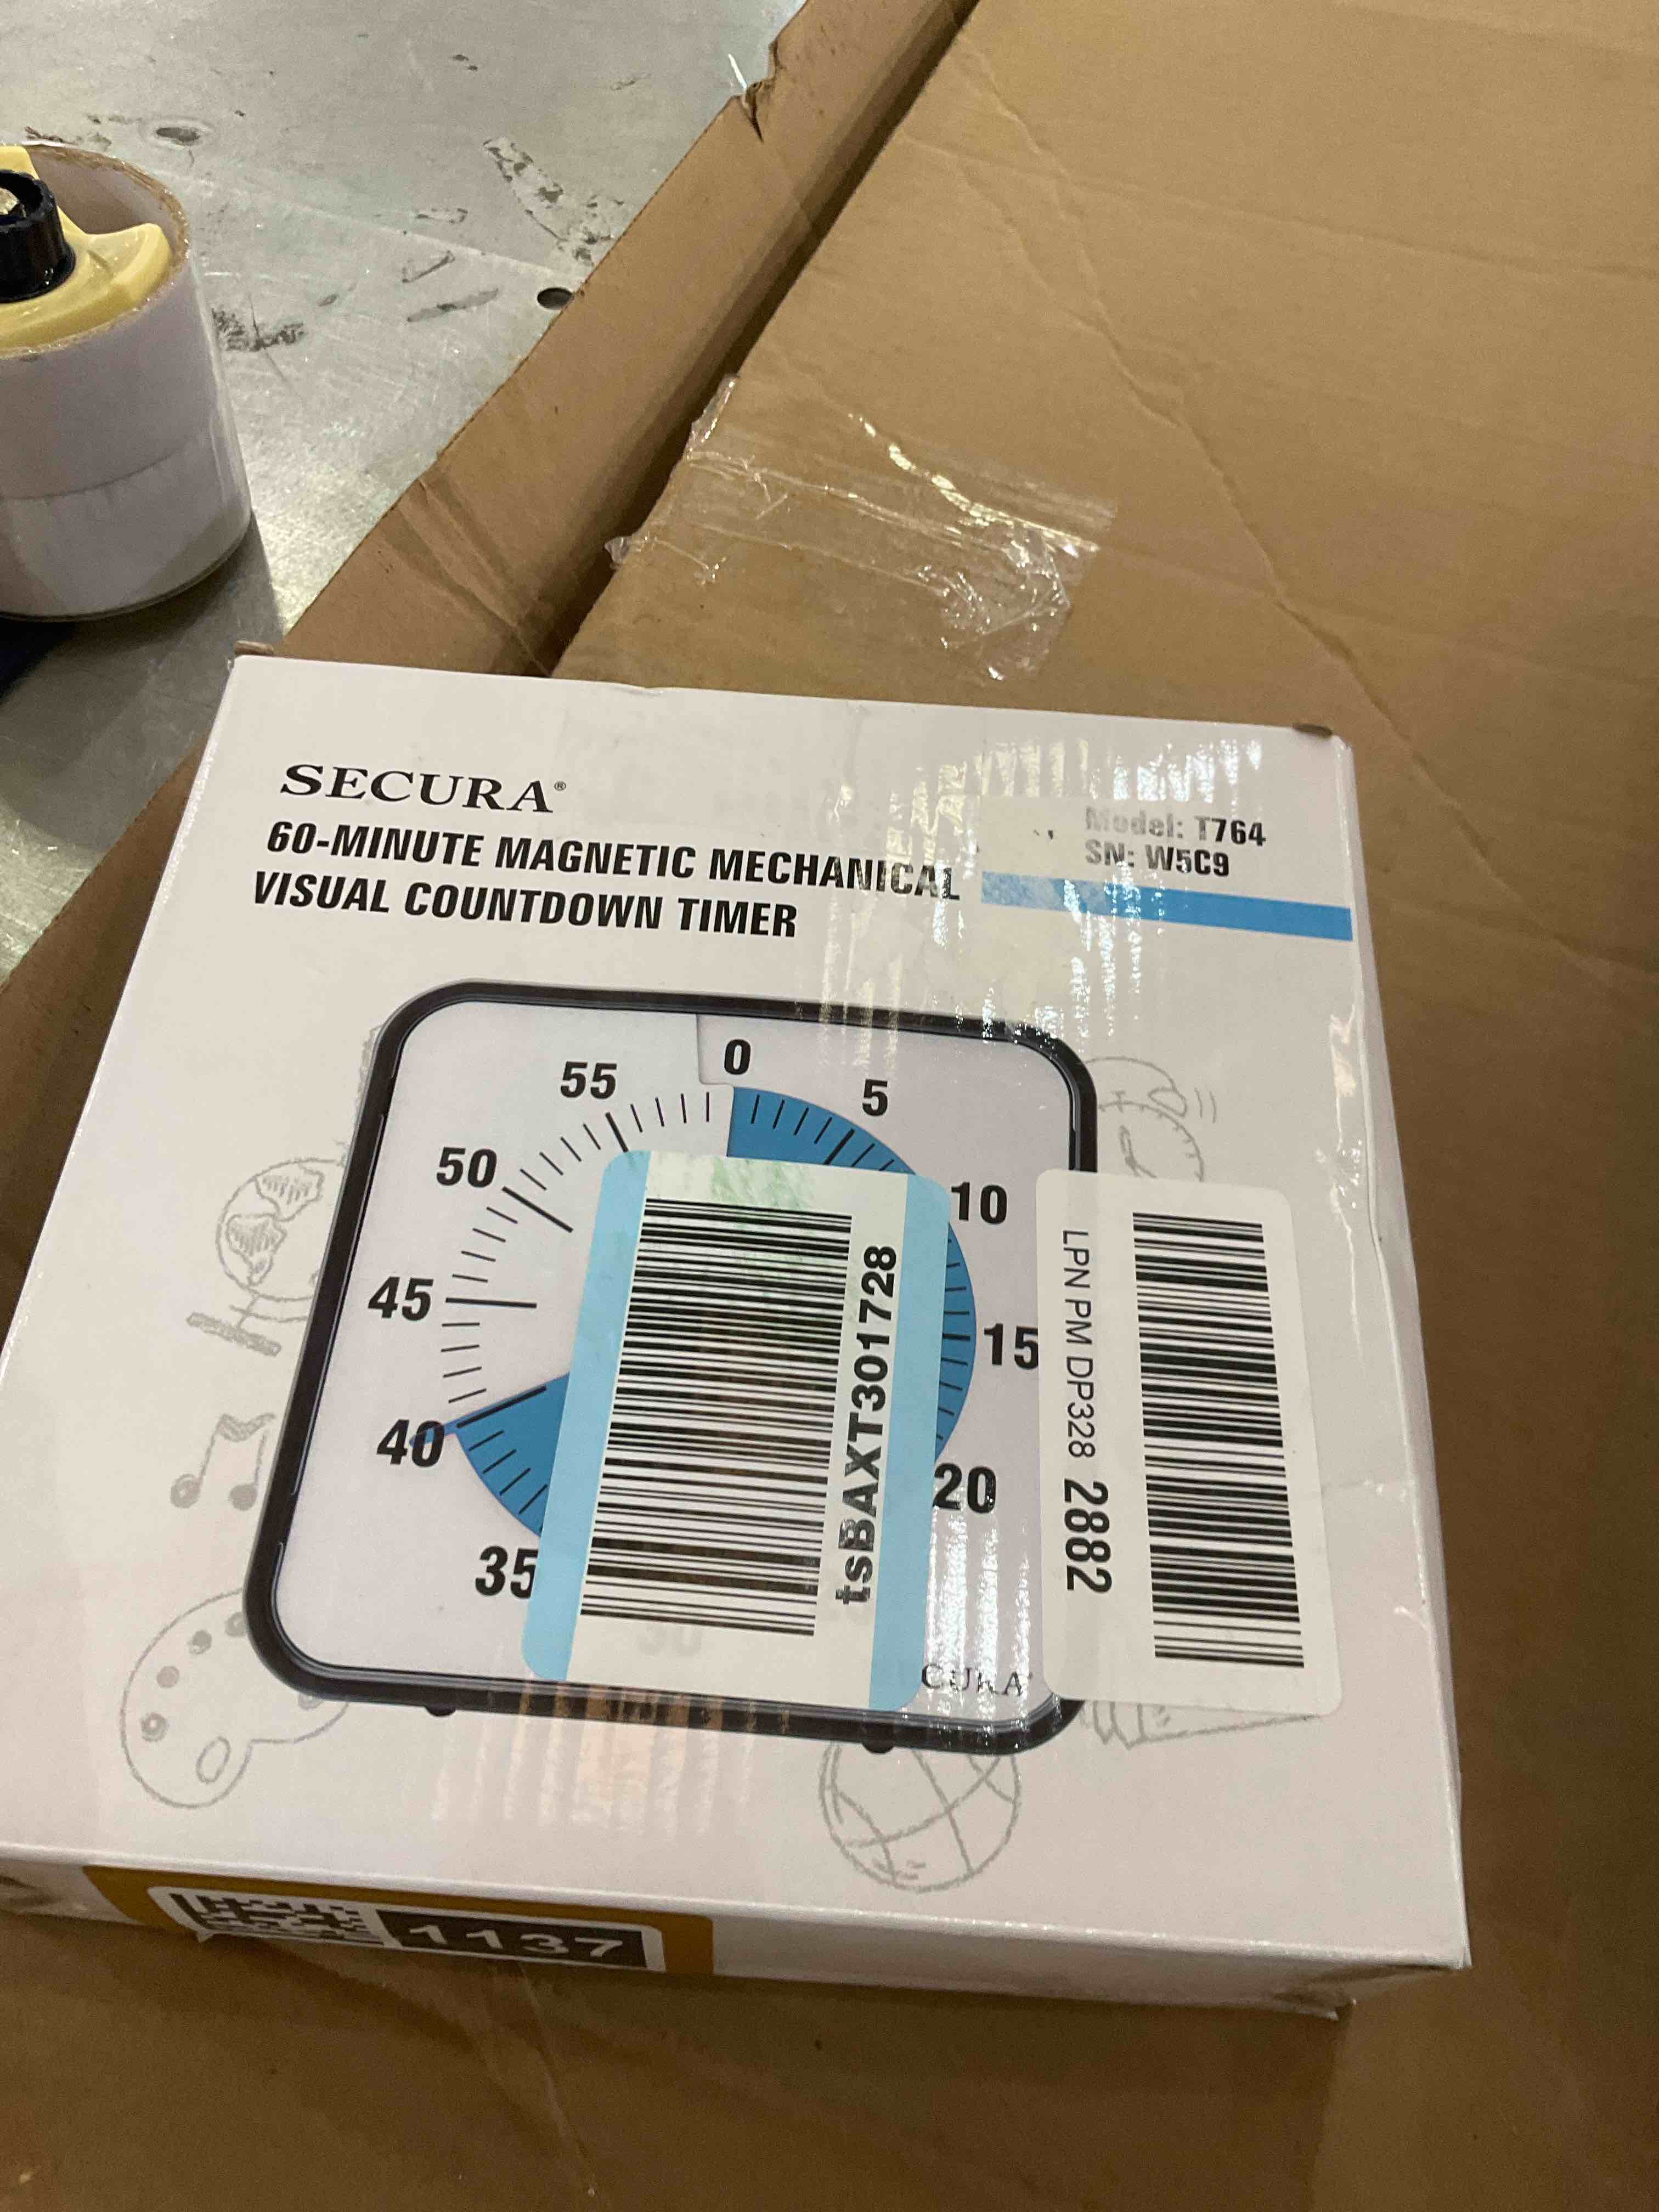 SECURA®
60-MINUTE MAGNETIC MECHANICAL
VISUAL COUNTDOWN TIMER
Model: T764
SN: W5C9
0
5
10
15
20
35
40
45
50
55
tsBAXT301728
LPN PM DP328 2882
CURA
1137